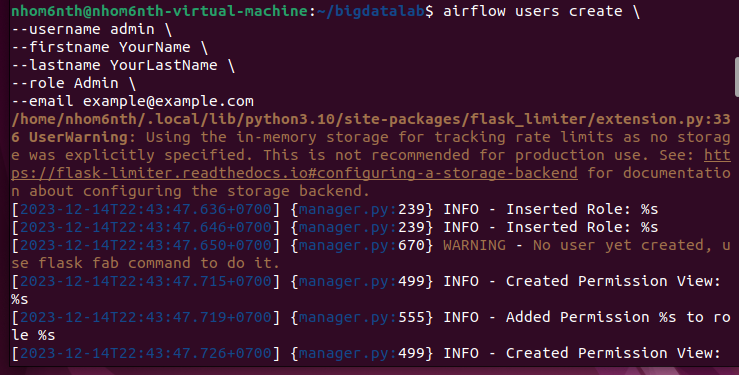 nhom6nth@nhom6nth-virtual-machine:~/bigdatalab$ airflow users create \
--username admin \
--firstname YourName \
--lastname YourLastName \
--role Admin \
--email example@example.com
/home/nhom6nth/.local/lib/python3.10/site-packages/flask_limiter/extension.py:33
6 UserWarning: Using the in-memory storage for tracking rate limits as no storag
e was explicitly specified. This is not recommended for production use. See: htt
ps://flask-limiter.readthedocs.io#configuring-a-storage-backend for documentatio
n about configuring the storage backend.
[2023-12-14T22:43:47.636+0700] {manager.py:239} INFO - Inserted Role: %s
[2023-12-14T22:43:47.646+0700] {manager.py:239} INFO - Inserted Role: %s
[2023-12-14T22:43:47.650+0700] {manager.py:670} WARNING - No user yet created, u
se flask fab command to do it.
[2023-12-14T22:43:47.715+0700] {manager.py:499} INFO - Created Permission View:
%s
[2023-12-14T22:43:47.719+0700] {manager.py:555} INFO - Added Permission %s to ro
le %s
[2023-12-14T22:43:47.726+0700] {manager.py:499} INFO - Created Permission View: